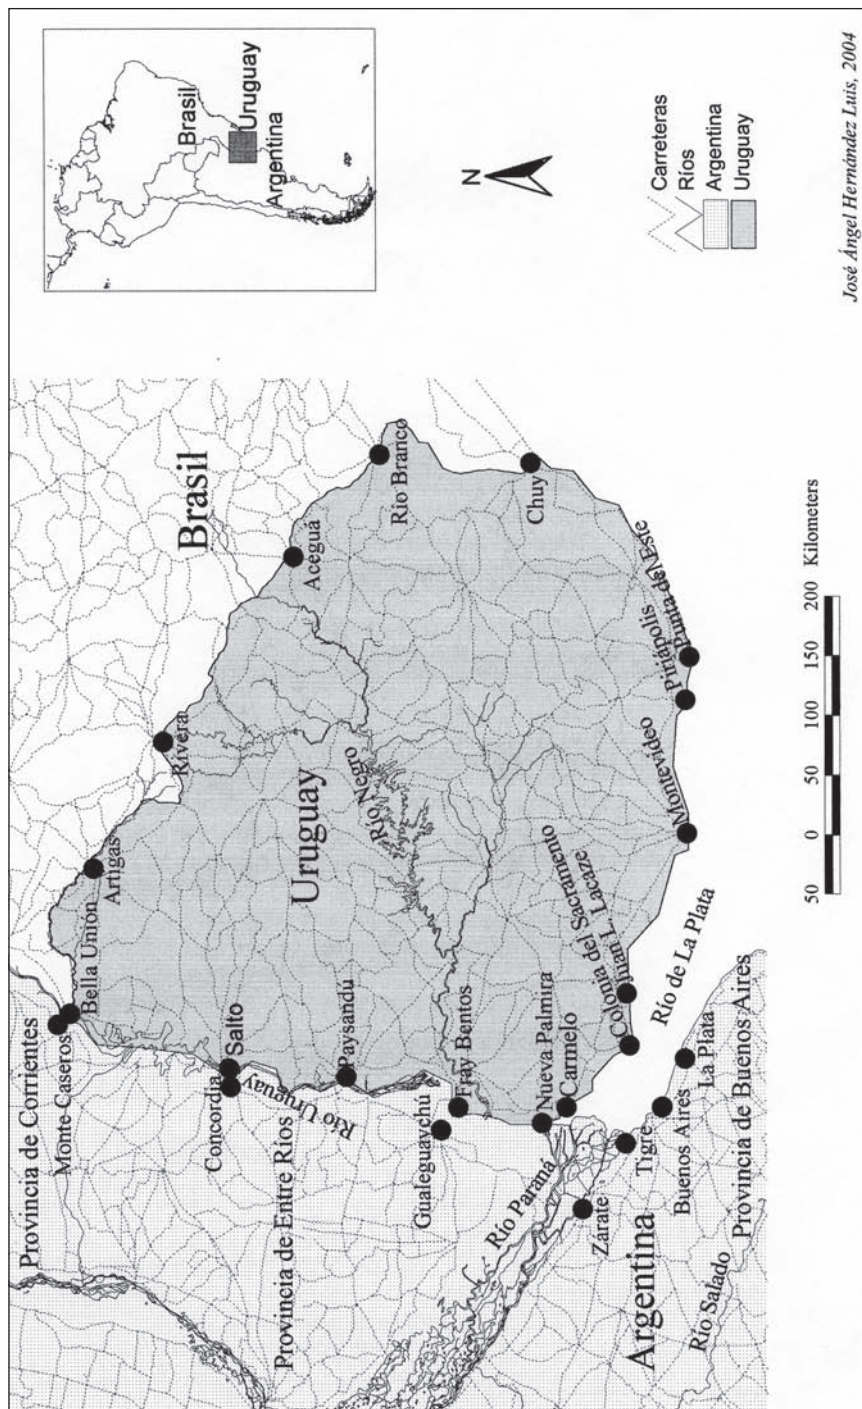 Provincia de Corrientes
Monte Caseros
Bella Unión
Artigas
Rivera
Brasil
Aceguá
Río Branco
Chuy
Concordia
Salto
Río Uruguay
Paysandú
Uruguay
Río Negro
Provincia de Entre Ríos
Gualeguaychú
Fray Bentos
Nueva Palmira
Carmelo
Colonia del Sacramento
Juan L. Lacaze
Montevideo
Piriápolis
Punta del Este
Río Paraná
Zárate
Tigre
Buenos Aires
La Plata
Río de La Plata
Argentina
Río Salado
Provincia de Buenos Aires
50 0 50 100 150 200 Kilometers
Brasil
Uruguay
Argentina
N
Carreteras
Ríos
Argentina
Uruguay
José Ángel Hernández Luis, 2004